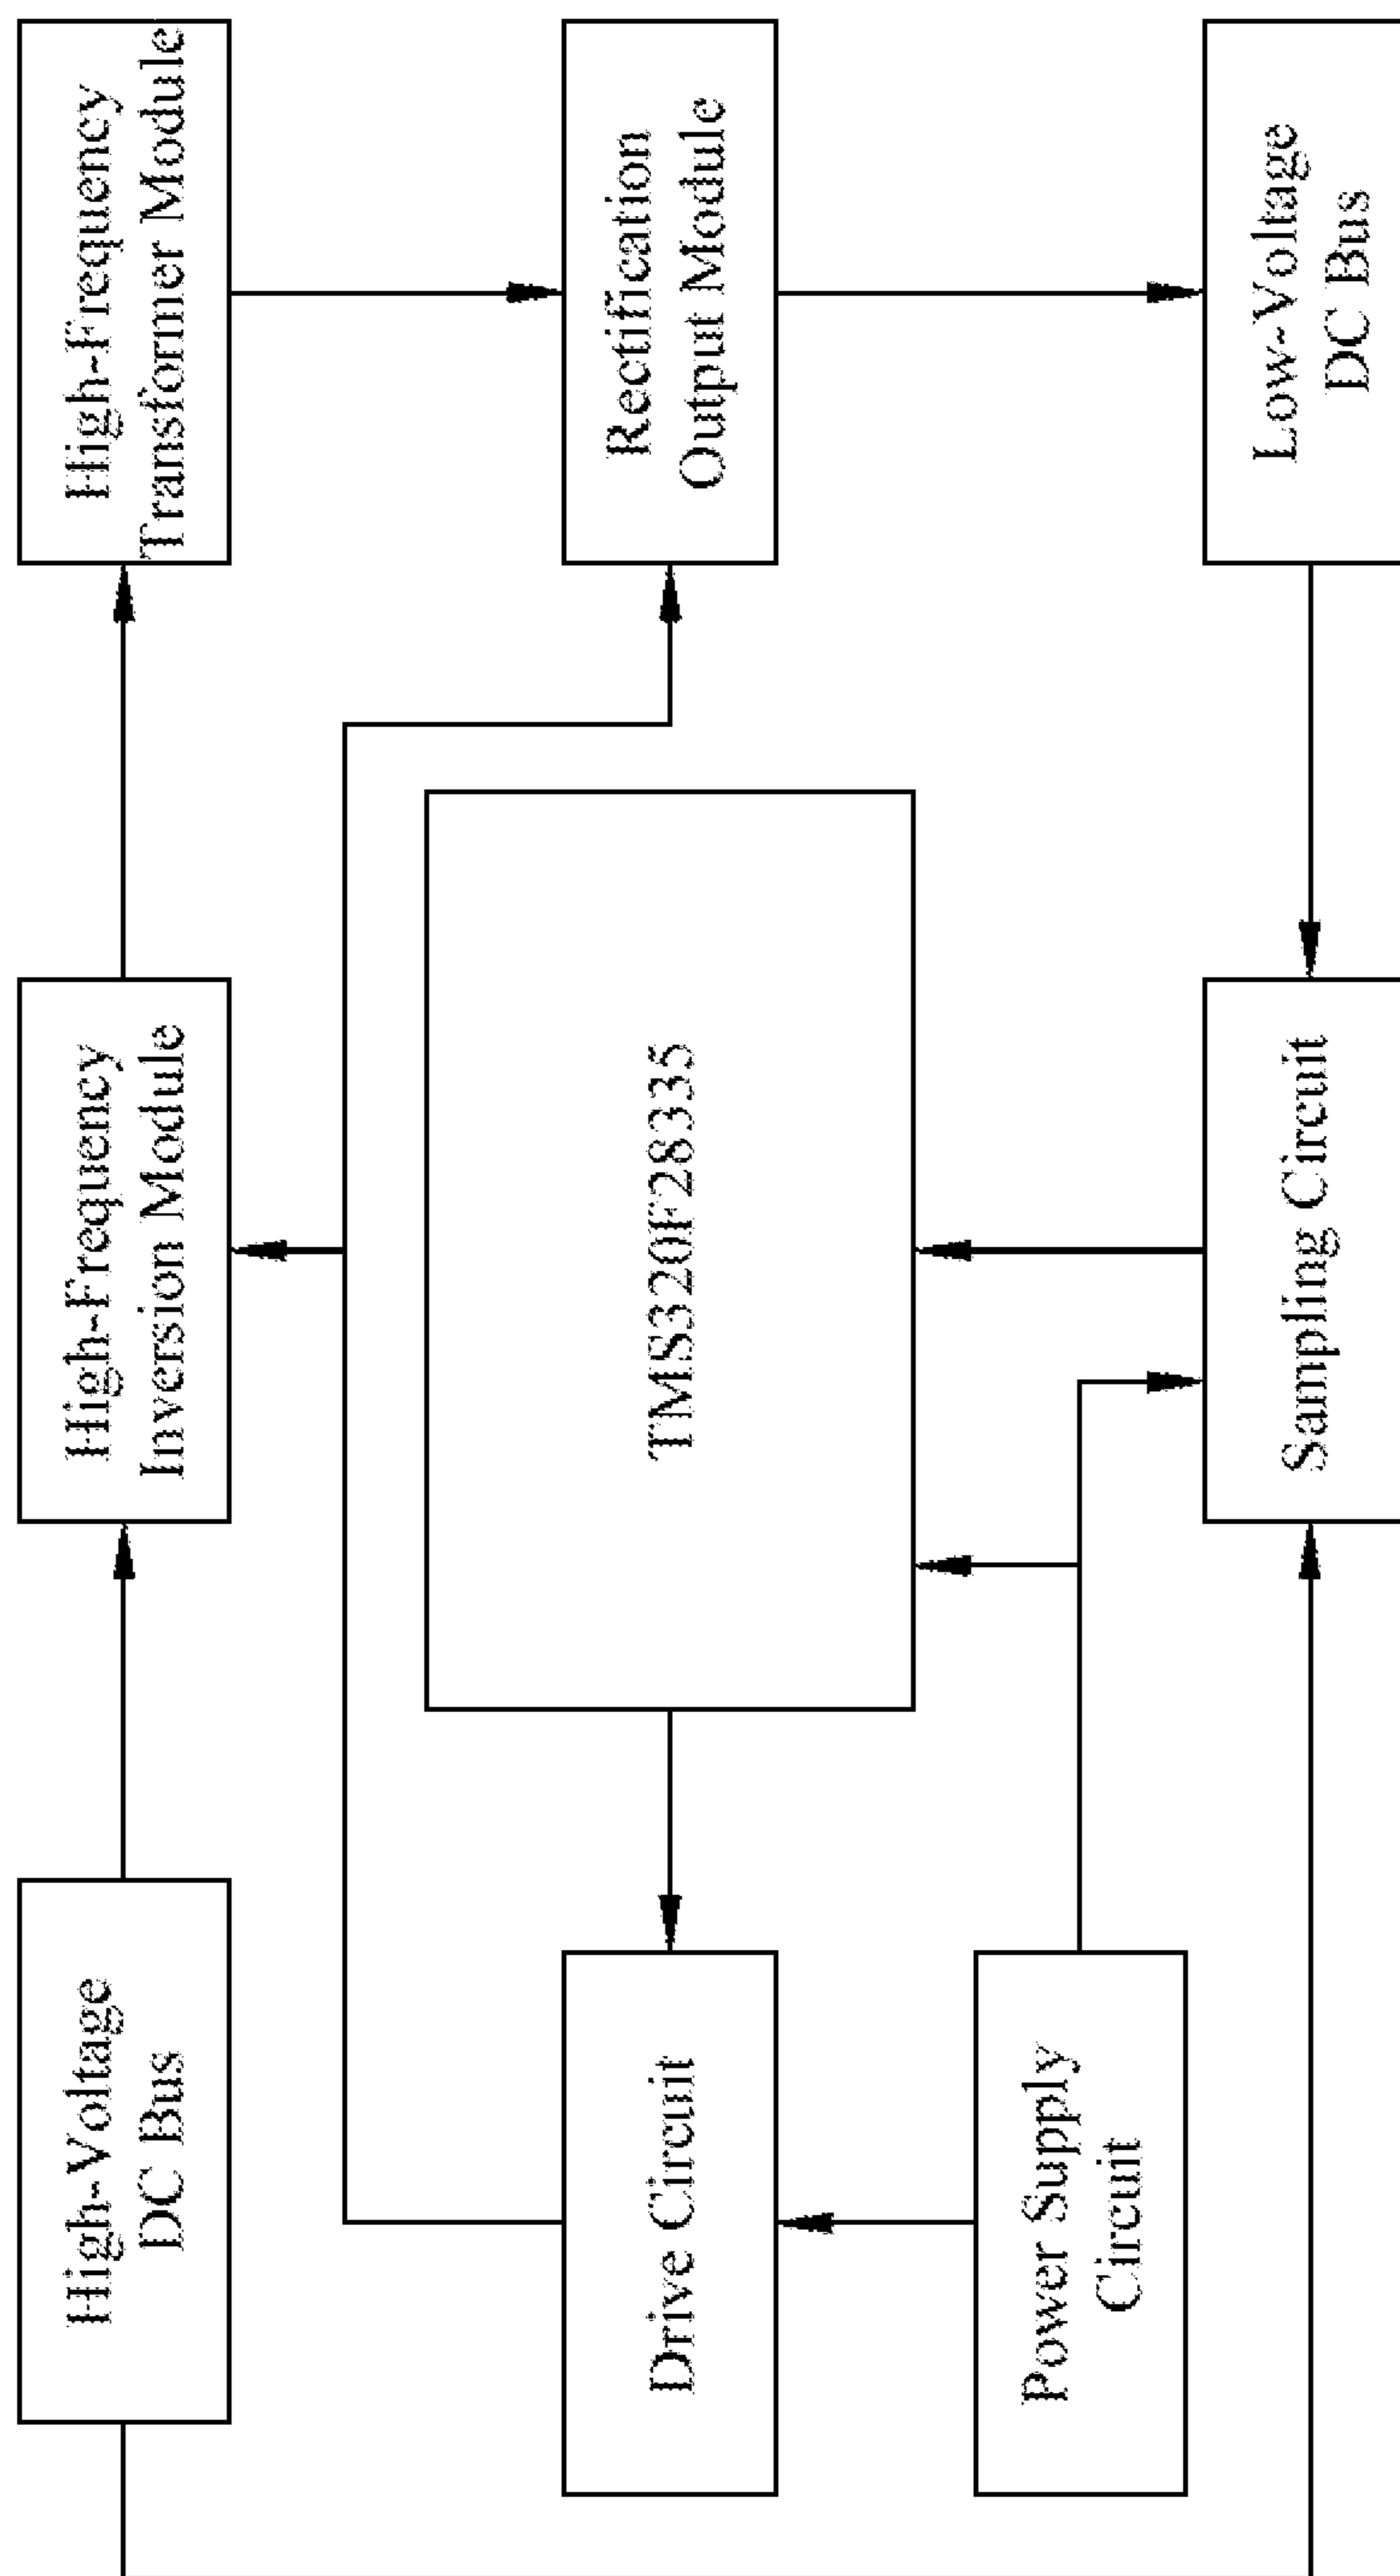 High-Voltage
DC Bus
High-Frequency
Inversion Module
High-Frequency
Transformer Module
Drive Circuit
TMS320F28335
Rectification
Output Module
Power Supply
Circuit
Sampling Circuit
Low-Voltage
DC Bus